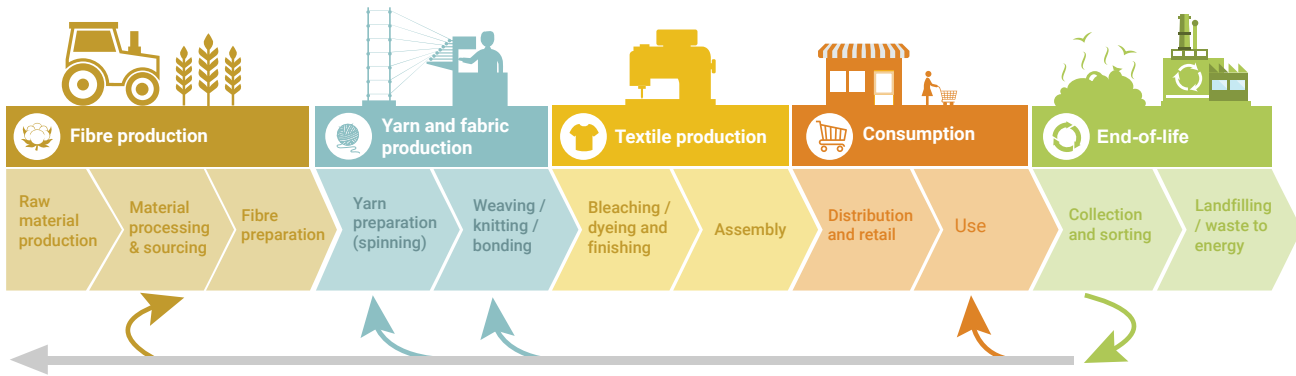 Fibre production
Yarn and fabric
production
Textile production
Consumption
End-of-life
Raw
material
production
Material
processing
& sourcing
Fibre
preparation
Yarn
preparation
(spinning)
Weaving /
knitting /
bonding
Bleaching /
dyeing and
finishing
Assembly
Distribution
and retail
Use
Collection
and sorting
Landfilling
/ waste to
energy